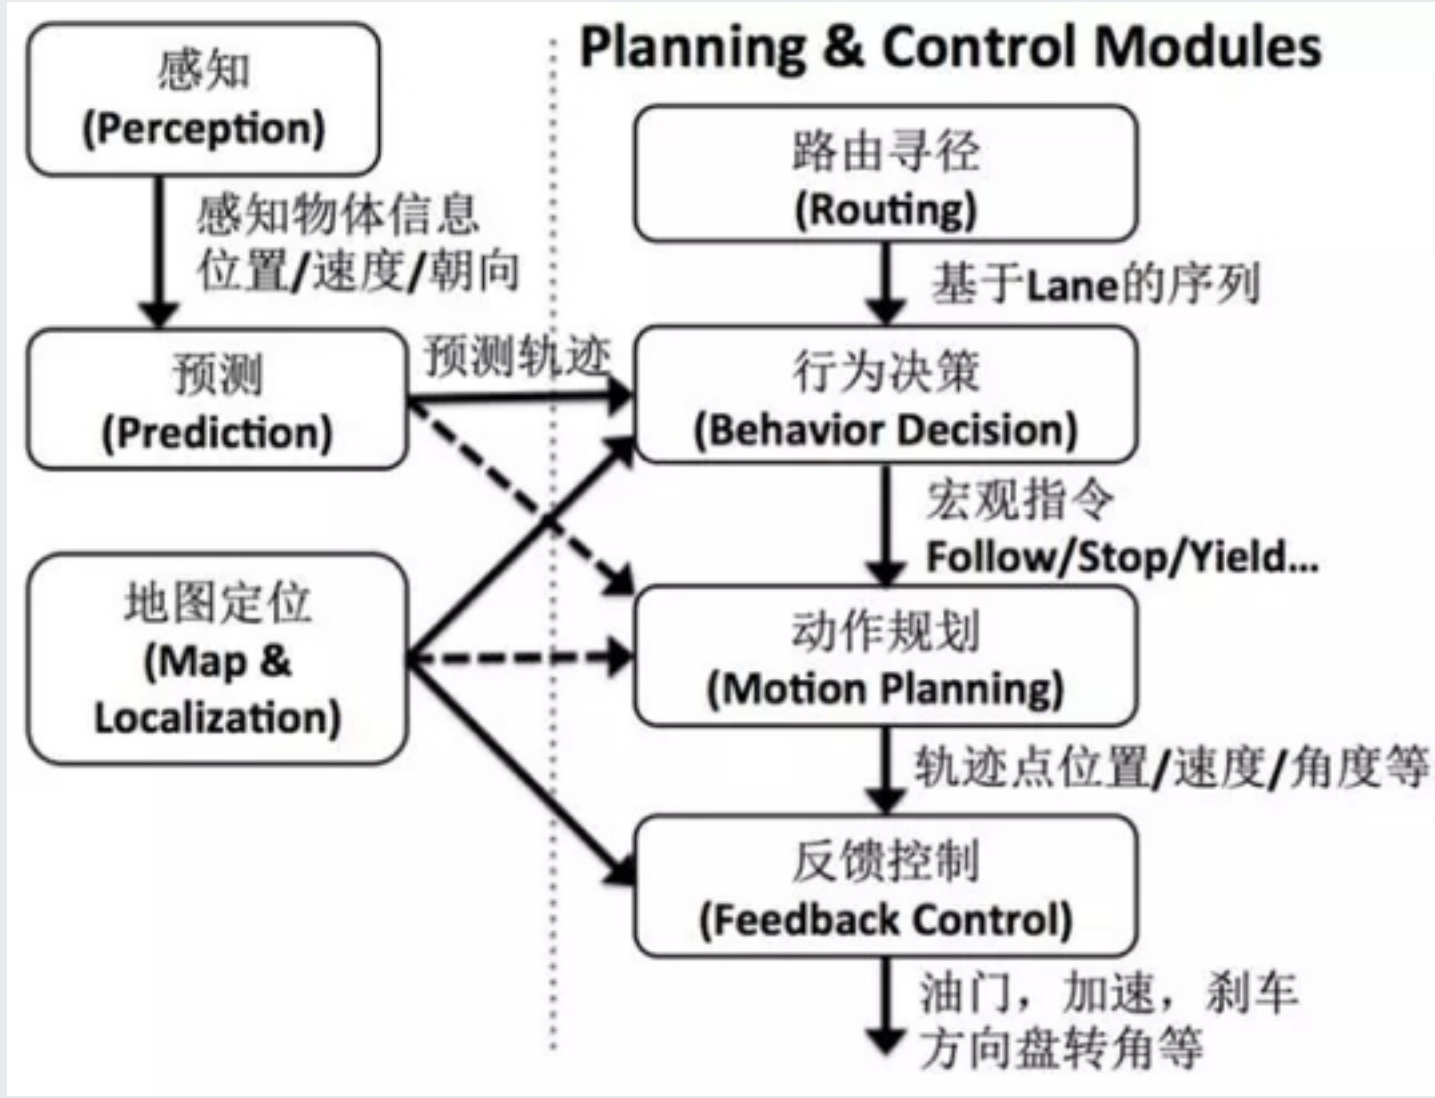 Planning & Control Modules
感知
(Perception)
感知物体信息
位置/速度/朝向
预测
(Prediction)
预测轨迹
地图定位
(Map &
Localization)
路由寻径
(Routing)
基于Lane的序列
行为决策
(Behavior Decision)
宏观指令
Follow/Stop/Yield...
动作规划
(Motion Planning)
轨迹点位置/速度/角度等
反馈控制
(Feedback Control)
油门，加速，刹车
方向盘转角等